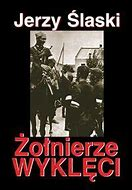 Jerzy Ślaski
Żołnierze
WYKLĘCI